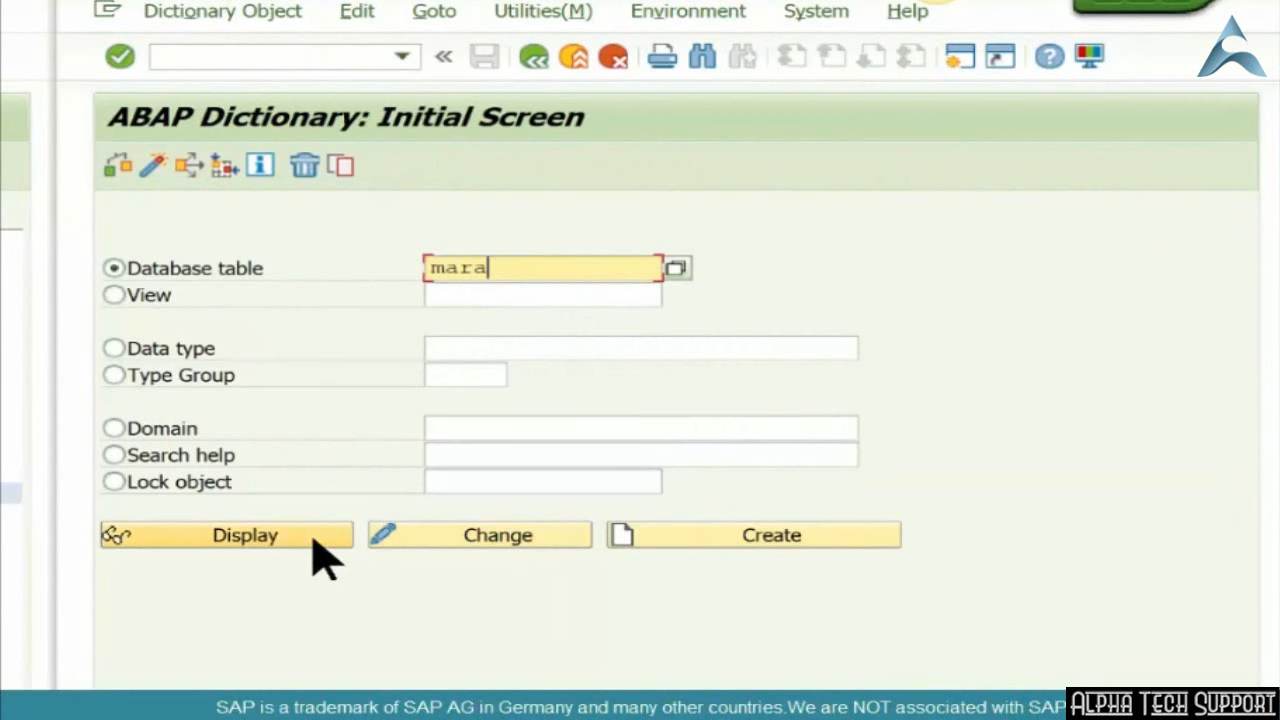 Dictionary Object Edit Goto Utilities(M) Environment System Help
ABAP Dictionary: Initial Screen
Database table mara
View
Data type
Type Group
Domain
Search help
Lock object
Display Change Create
SAP is a trademark of SAP AG in Germany and many other countries.We are NOT associated with SAP
ALPHA TECH SUPPORT